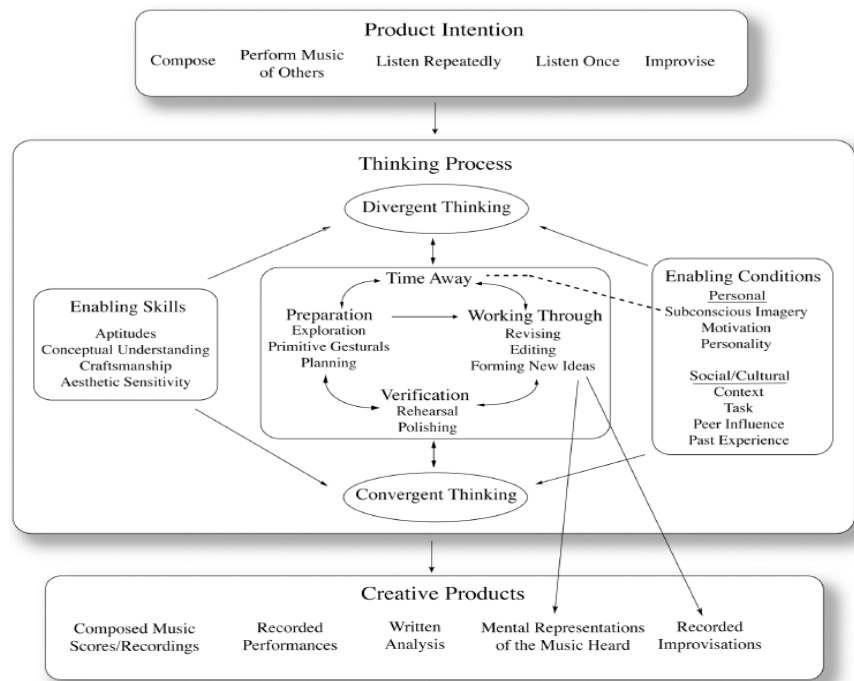 Product Intention
Compose
Perform Music
of Others
Listen Repeatedly
Listen Once
Improvise
Thinking Process
Divergent Thinking
Enabling Skills
Aptitudes
Conceptual Understanding
Craftsmanship
Aesthetic Sensitivity
Time Away
Preparation
Exploration
Primitive Gesturals
Planning
Working Through
Revising
Editing
Forming New Ideas
Verification
Rehearsal
Polishing
Enabling Conditions
Personal
Subconscious Imagery
Motivation
Personality
Social/Cultural
Context
Task
Peer Influence
Past Experience
Convergent Thinking
Creative Products
Composed Music
Scores/Recordings
Recorded
Performances
Written
Analysis
Mental Representations
of the Music Heard
Recorded
Improvisations